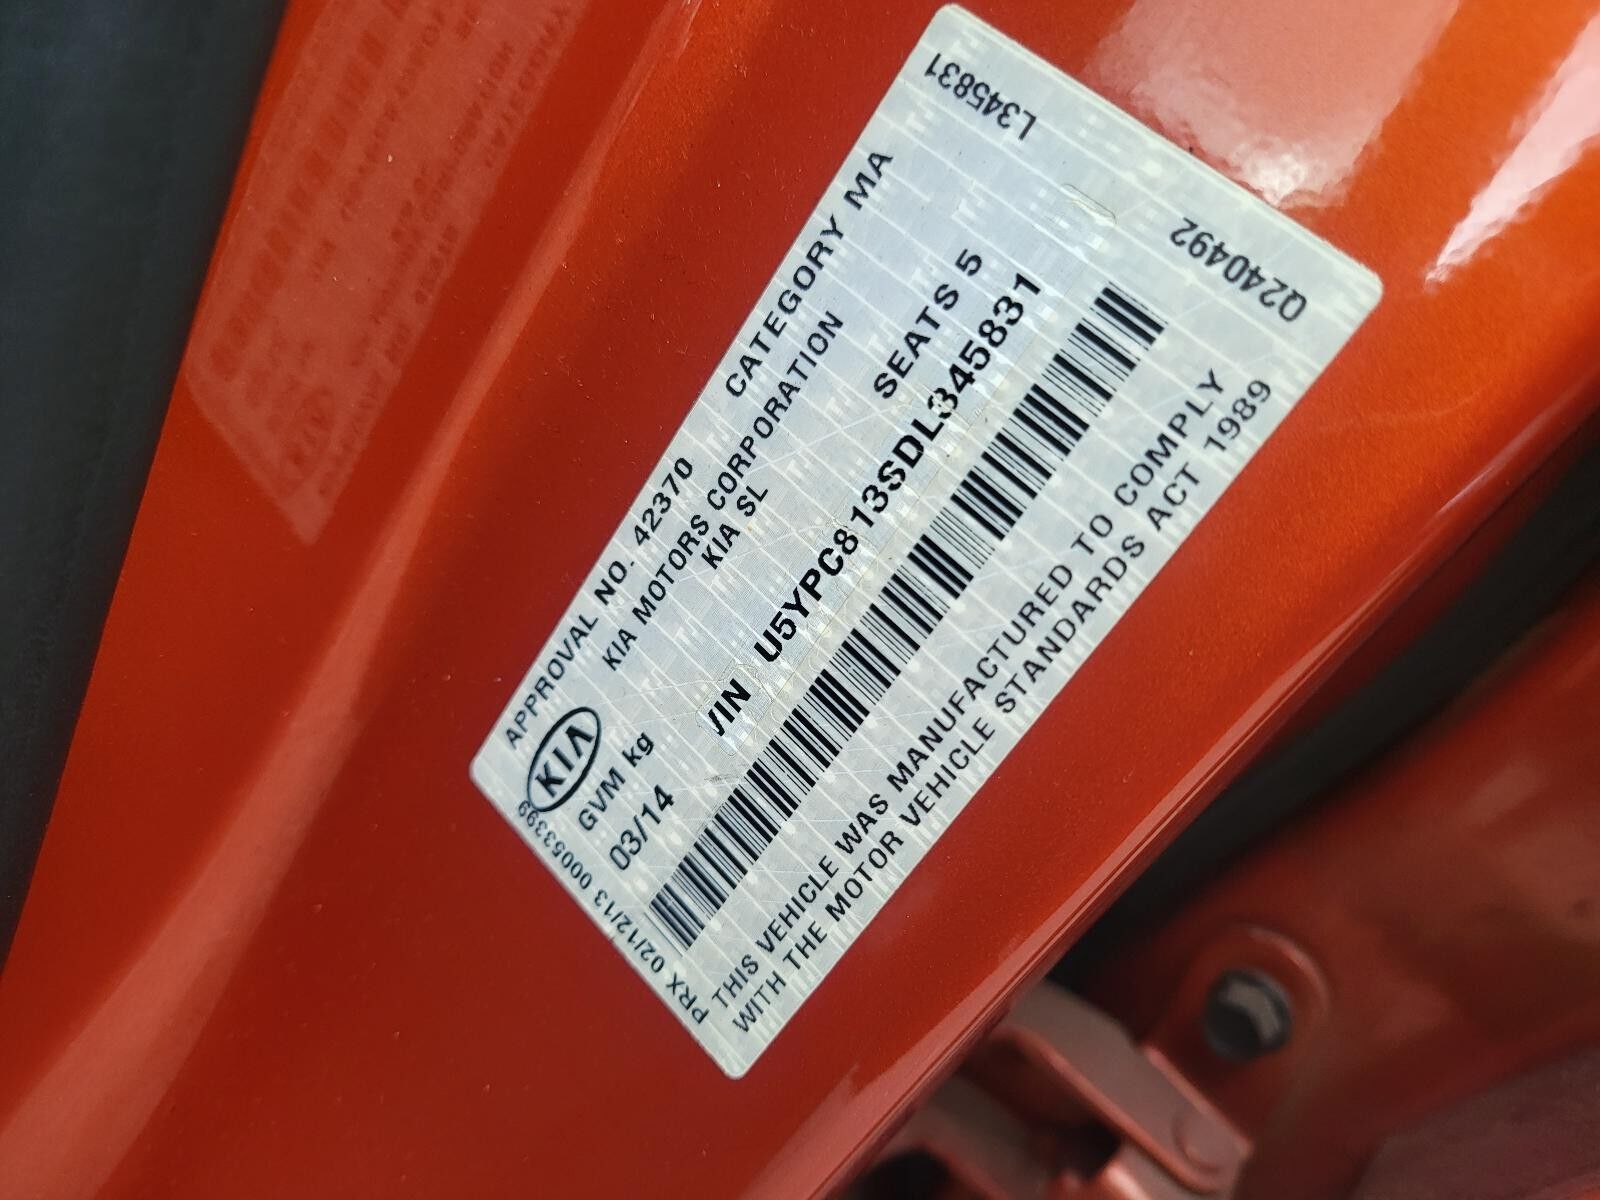 L345831
Q240492
APPROVAL NO. 42370 CATEGORY MA
KIA MOTORS CORPORATION
KIA SL
KIA
GVM kg SEATS 5
03/14 VIN U5YPC813SDL345831
THIS VEHICLE WAS MANUFACTURED TO COMPLY
WITH THE MOTOR VEHICLE STANDARDS ACT 1989
PRX 02/12/13 00053399